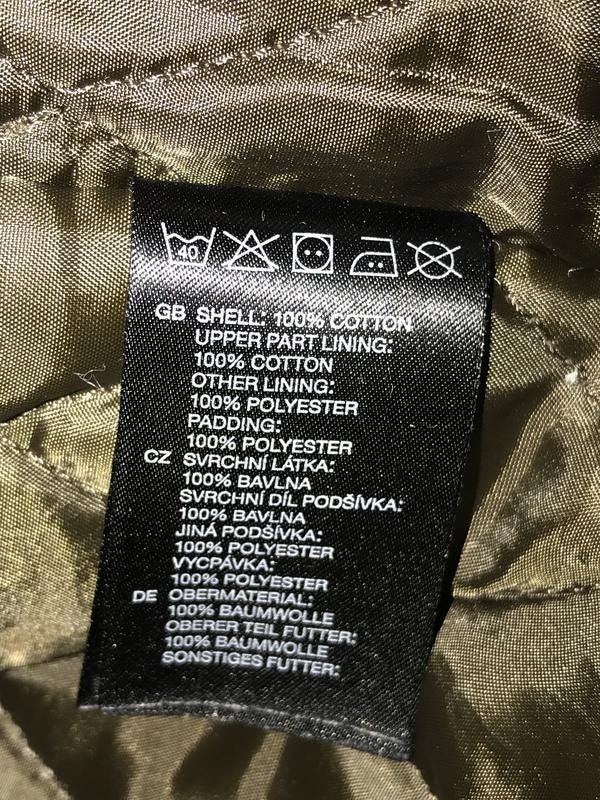 40
GB SHELL: 100% COTTON
UPPER PART LINING:
100% COTTON
OTHER LINING:
100% POLYESTER
PADDING:
100% POLYESTER
CZ SVRCHNÍ LÁTKA:
100% BAVLNA
SVRCHNÍ DÍL PODŠÍVKA:
100% BAVLNA
JINÁ PODŠÍVKA:
100% POLYESTER
VYCPÁVKA:
100% POLYESTER
DE OBERMATERIAL:
100% BAUMWOLLE
OBERER TEIL FUTTER:
100% BAUMWOLLE
SONSTIGES FUTTER: